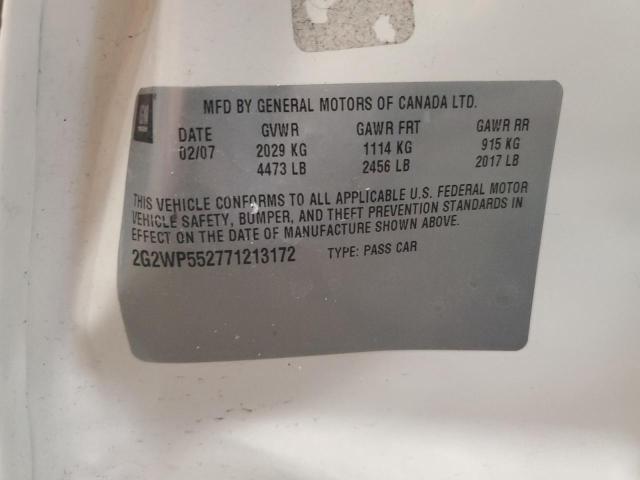 GM
MFD BY GENERAL MOTORS OF CANADA LTD.
DATE GVWR GAWR FRT GAWR RR
02/07 2029 KG 1114 KG 915 KG
4473 LB 2456 LB 2017 LB
THIS VEHICLE CONFORMS TO ALL APPLICABLE U.S. FEDERAL MOTOR
VEHICLE SAFETY, BUMPER, AND THEFT PREVENTION STANDARDS IN
EFFECT ON THE DATE OF MANUFACTURE SHOWN ABOVE.
2G2WP552771213172 TYPE: PASS CAR